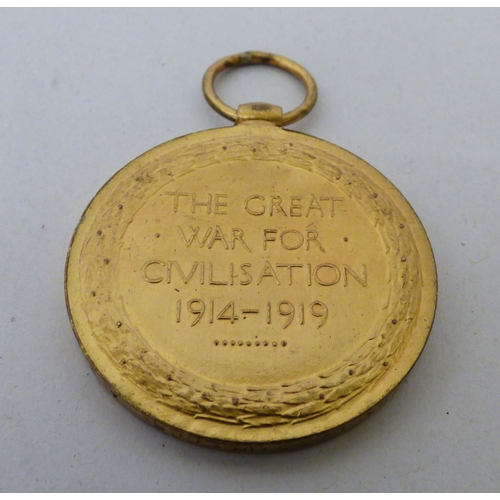 THE GREAT
WAR FOR
CIVILISATION
1914-1919